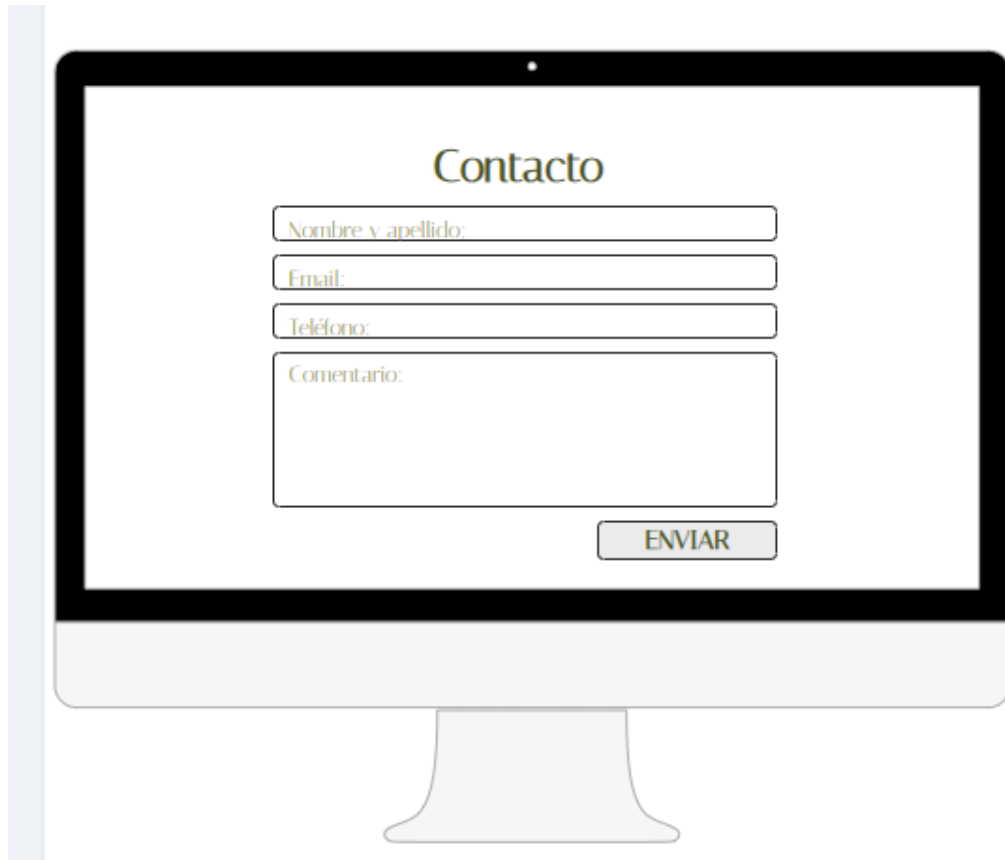 Contacto
Nombre y apellido:
Email:
Teléfono:
Comentario:
ENVIAR